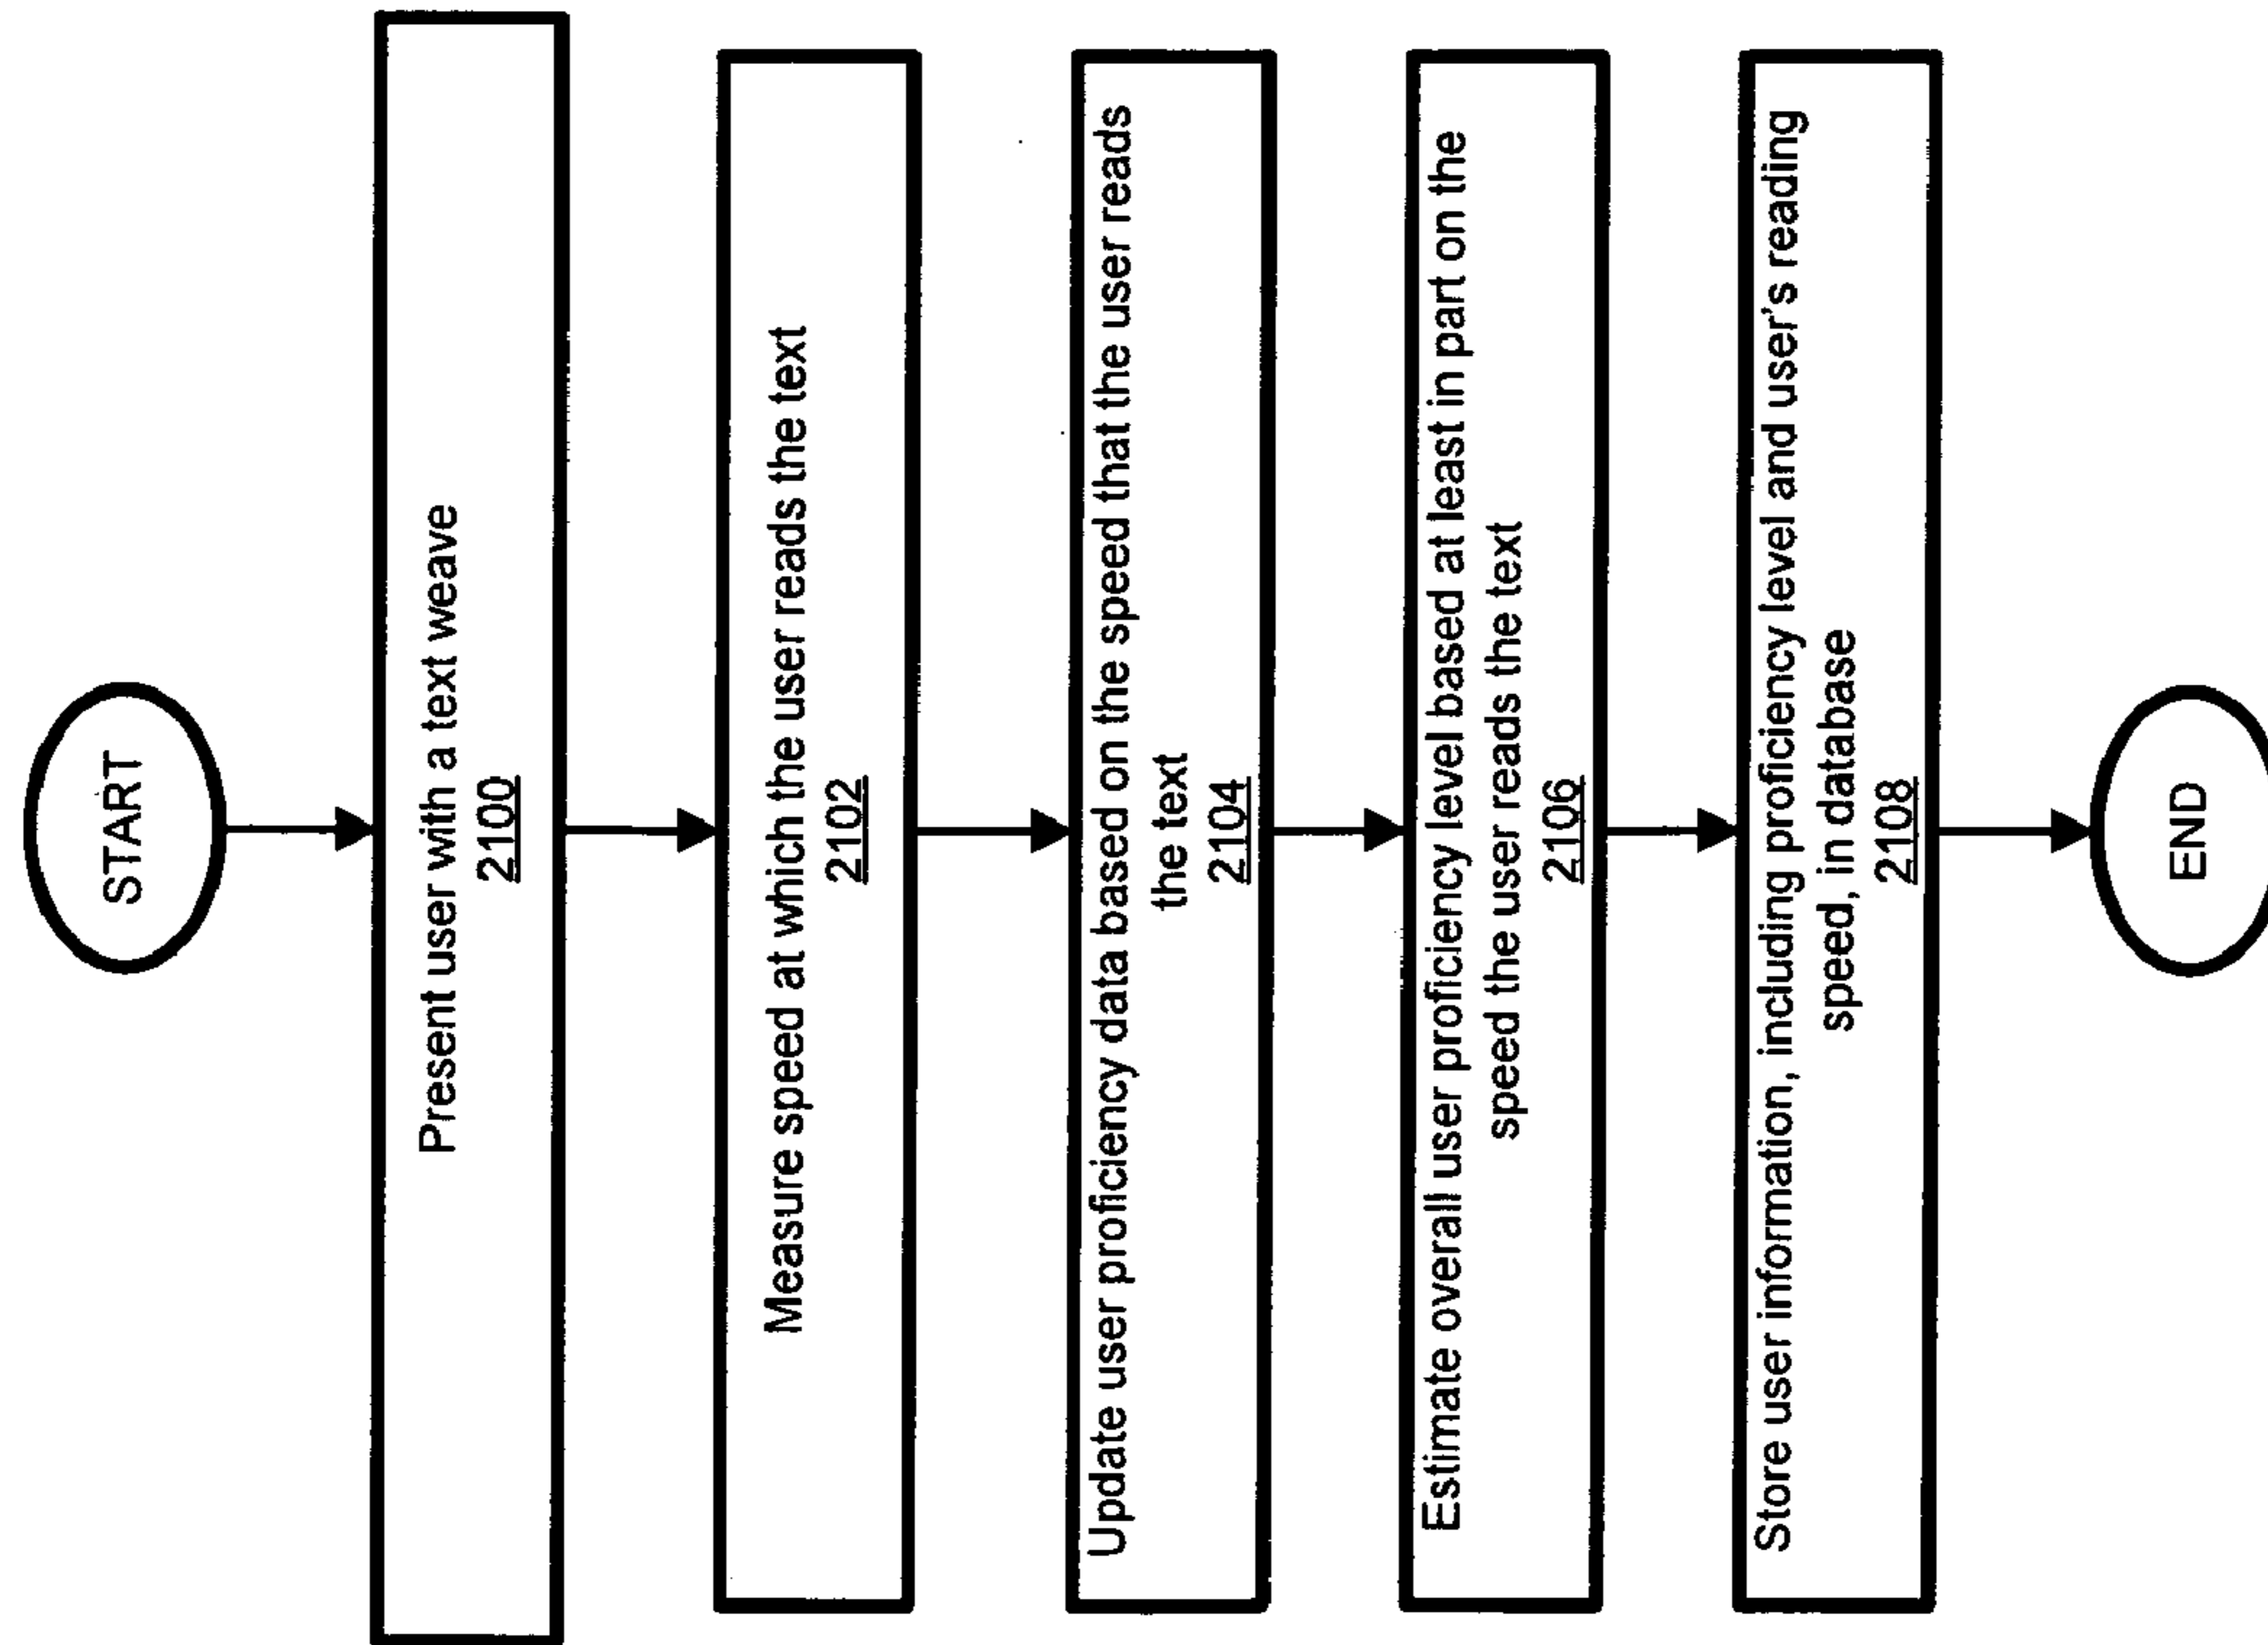 START
Present user with a text weave
2100
Measure speed at which the user reads the text
2102
Update user proficiency data based on the speed that the user reads
the text
2104
Estimate overall user proficiency level based at least in part on the
speed the user reads the text
2106
Store user information, including proficiency level and user's reading
speed, in database
2108
END